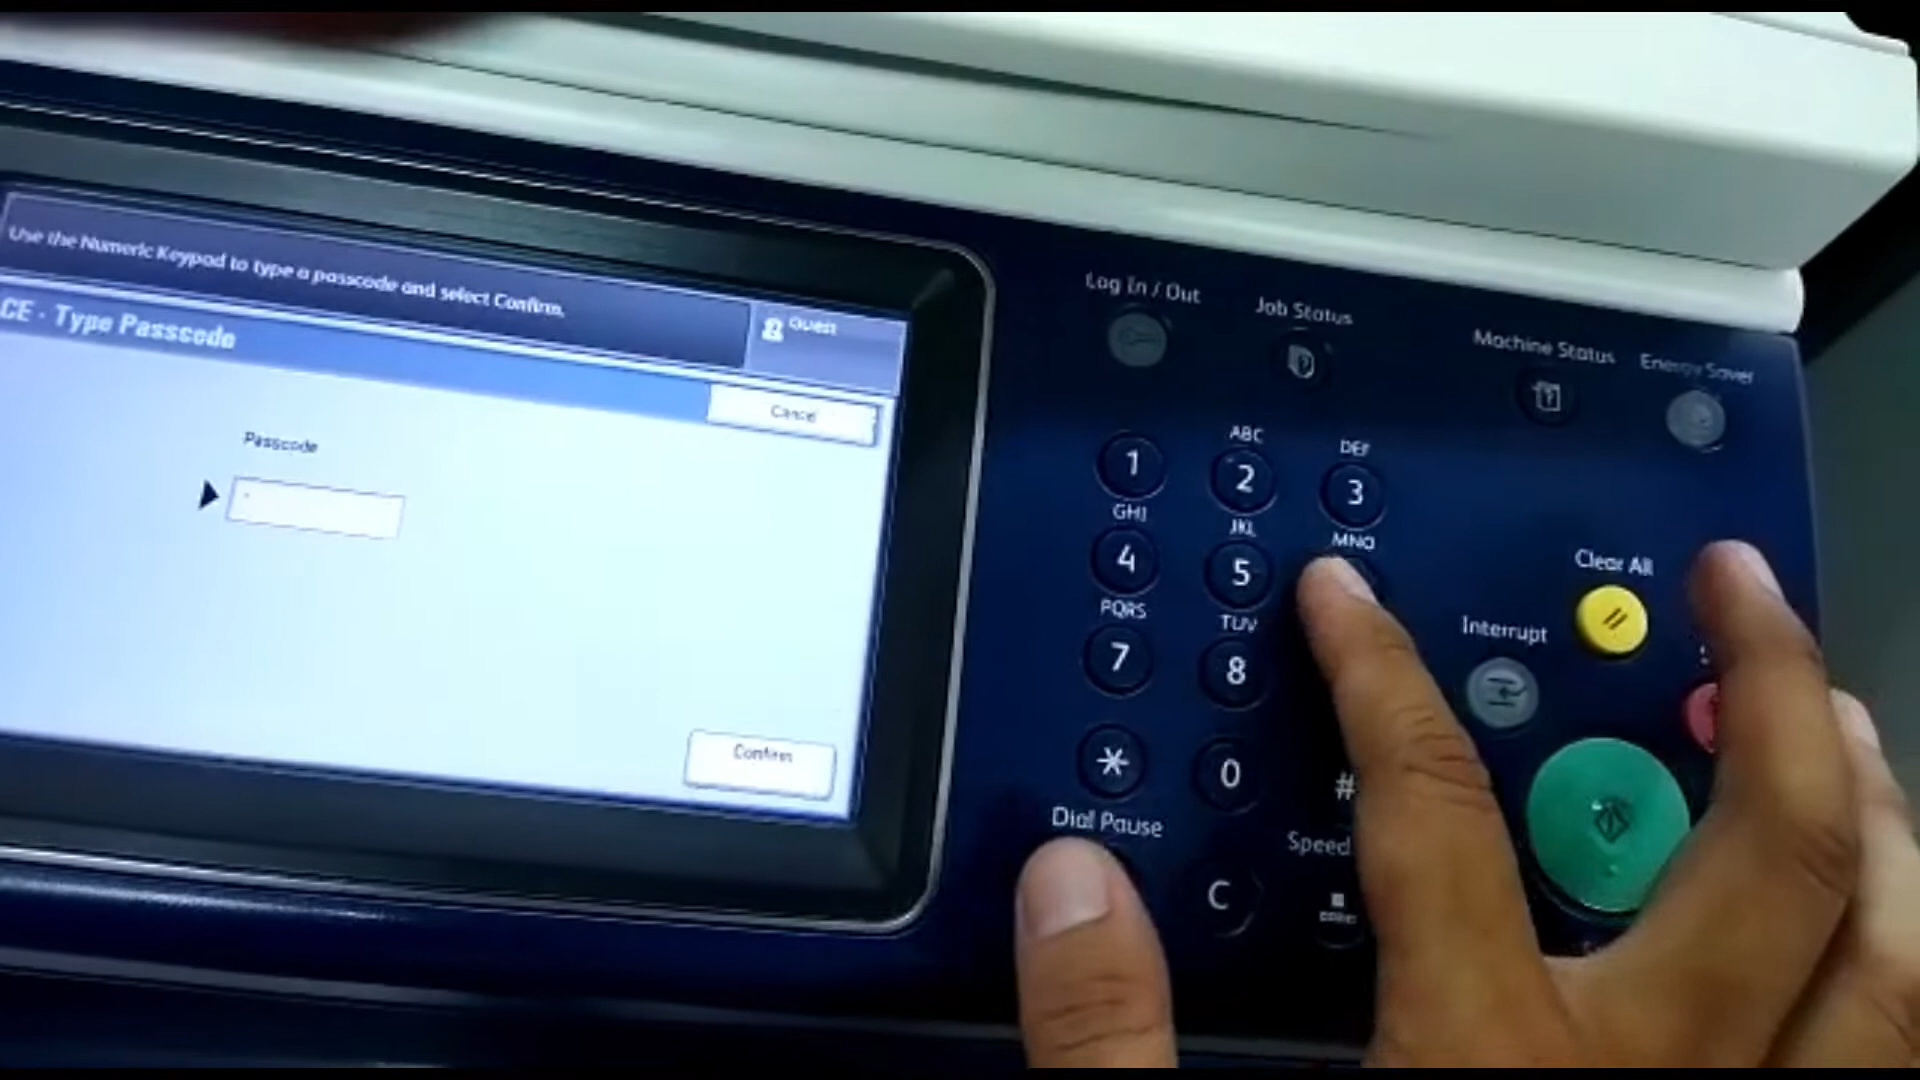 Use the Numeric Keypad to type a passcode and select Confirm.
Guest
CE - Type Passcode
Cancel
Passcode
Confirm
Log In / Out
Job Status
Machine Status
Energy Saver
ABC
DEF
1
2
3
GHI
JKL
MNO
4
5
Clear All
PQRS
TUV
Interrupt
7
8
*
0
#
Dial Pause
Speed
C